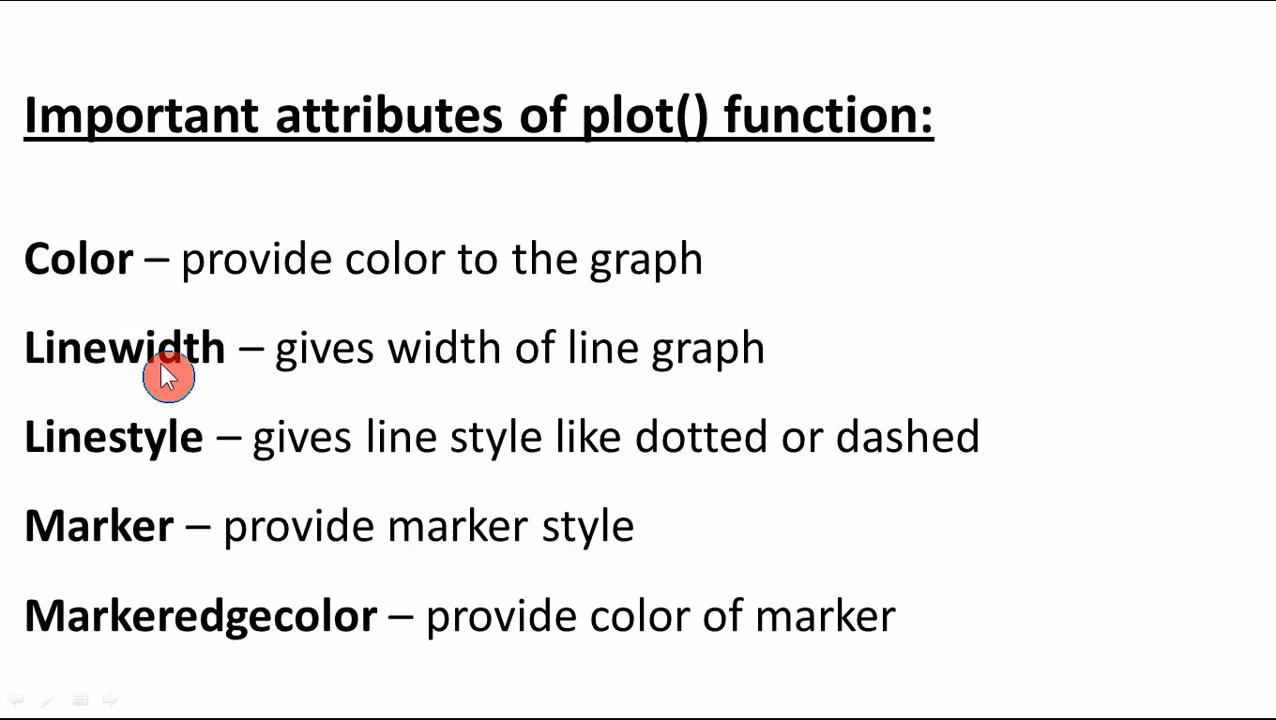 Important attributes of plot() function:
Color – provide color to the graph
Linewidth – gives width of line graph
Linestyle – gives line style like dotted or dashed
Marker – provide marker style
Markeredgecolor – provide color of marker